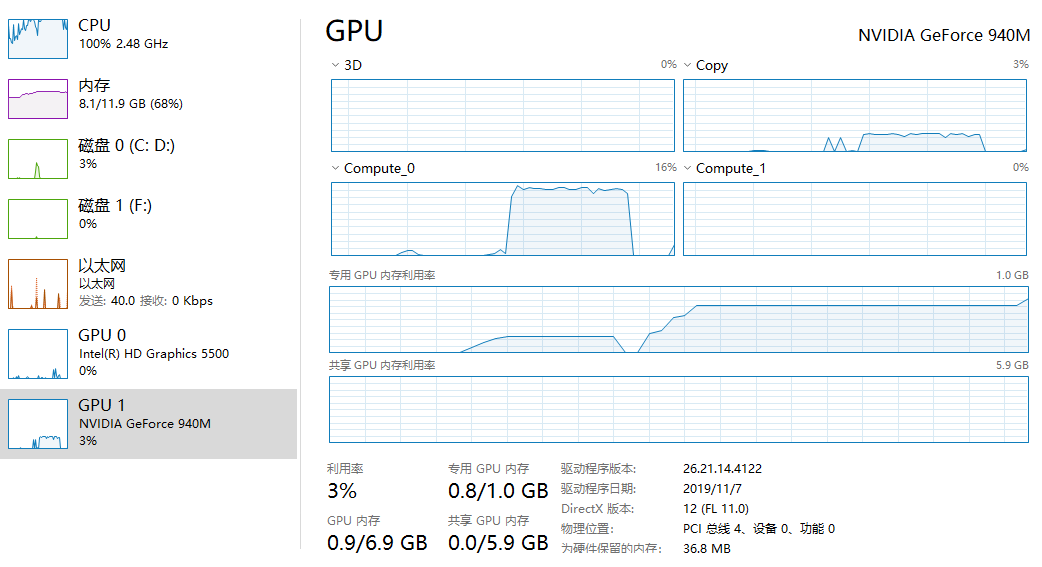 CPU
100% 2.48 GHz
内存
8.1/11.9 GB (68%)
磁盘 0 (C: D:)
3%
磁盘 1 (F:)
0%
以太网
以太网
发送: 40.0 接收: 0 Kbps
GPU 0
Intel(R) HD Graphics 5500
0%
GPU 1
NVIDIA GeForce 940M
3%
GPU
NVIDIA GeForce 940M
3D 0%
Copy 3%
Compute_0 16%
Compute_1 0%
专用 GPU 内存利用率 1.0 GB
共享 GPU 内存利用率 5.9 GB
利用率
3%
专用 GPU 内存
0.8/1.0 GB
GPU 内存
0.9/6.9 GB
共享 GPU 内存
0.0/5.9 GB
驱动程序版本: 26.21.14.4122
驱动程序日期: 2019/11/7
DirectX 版本: 12 (FL 11.0)
物理位置: PCI 总线 4、设备 0、功能 0
为硬件保留的内存: 36.8 MB